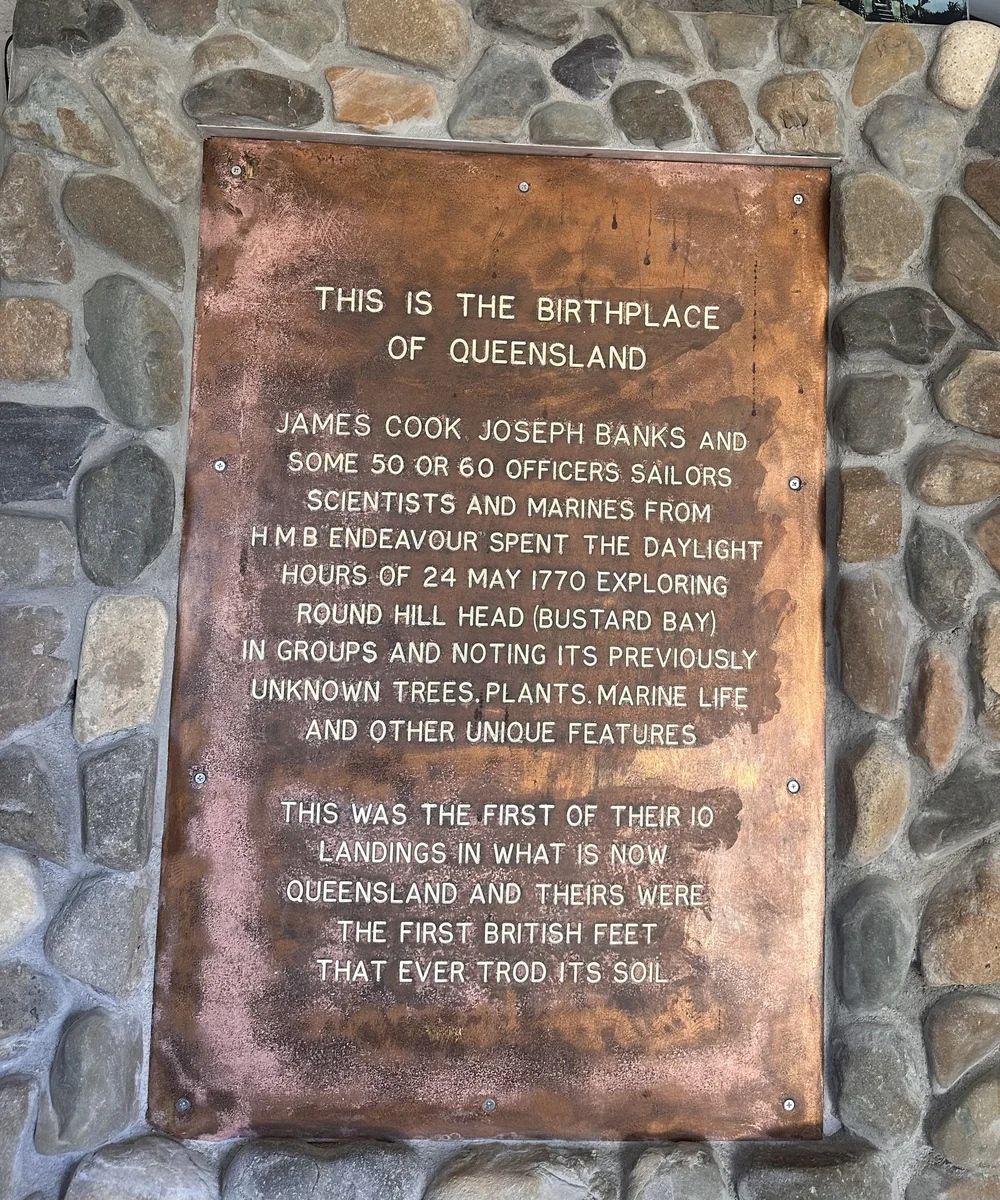 THIS IS THE BIRTHPLACE
OF QUEENSLAND
JAMES COOK JOSEPH BANKS AND
SOME 50 OR 60 OFFICERS SAILORS
SCIENTISTS AND MARINES FROM
H M B ENDEAVOUR SPENT THE DAYLIGHT
HOURS OF 24 MAY 1770 EXPLORING
ROUND HILL HEAD (BUSTARD BAY)
IN GROUPS AND NOTING ITS PREVIOUSLY
UNKNOWN TREES. PLANTS. MARINE LIFE
AND OTHER UNIQUE FEATURES
THIS WAS THE FIRST OF THEIR 10
LANDINGS IN WHAT IS NOW
QUEENSLAND AND THEIRS WERE
THE FIRST BRITISH FEET
THAT EVER TROD ITS SOIL